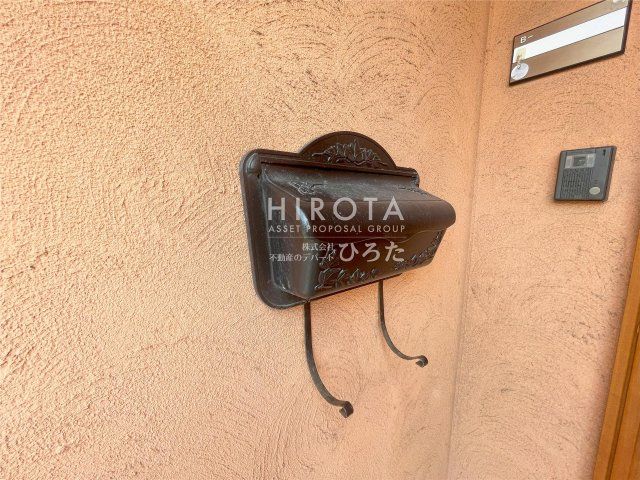 B-
HIROTA
ASSET PROPOSAL GROUP
株式会社
不動産のデパート ひろた